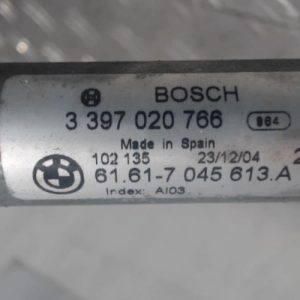 BOSCH
3 397 020 766 964
Made in Spain
102 135 23/12/04 2
61.61-7 045 613.A
Index: AI03